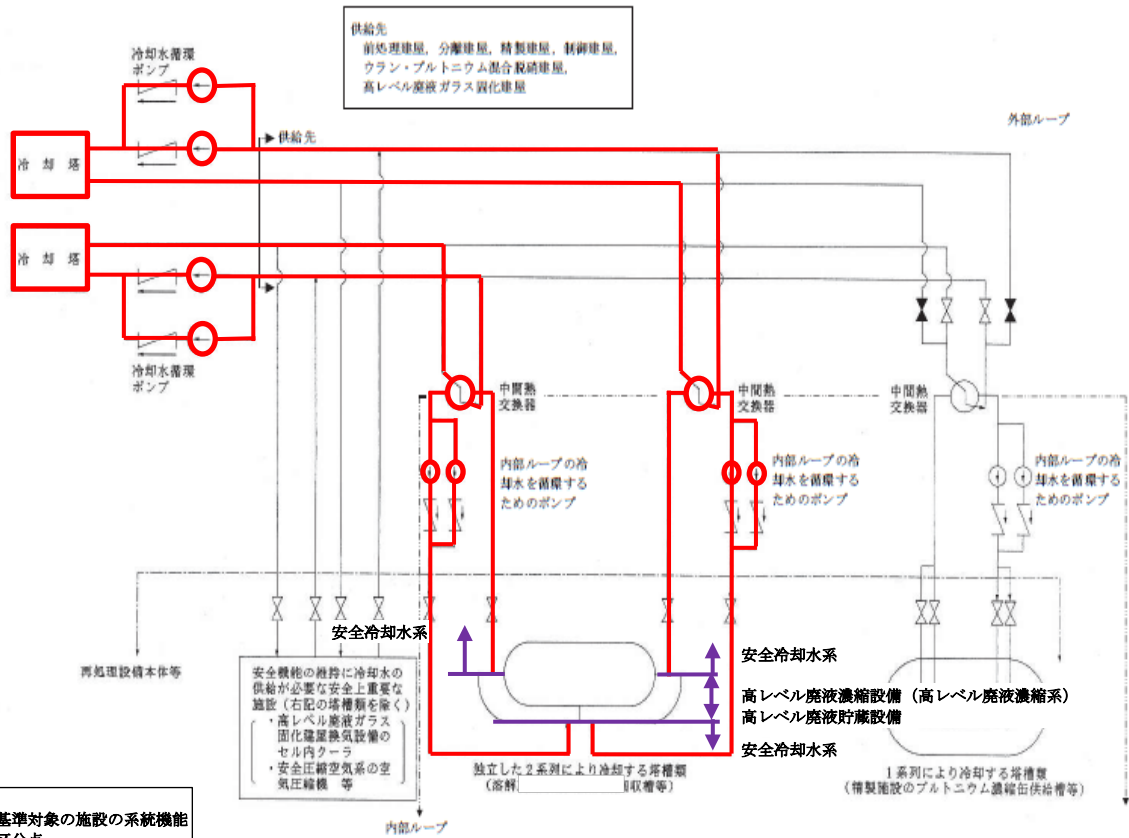 供給先
前処理建屋，分離建屋，精製建屋，制御建屋，
ウラン・プルトニウム混合脱硝建屋，
高レベル廃液ガラス固化建屋
冷却水循環
ポンプ
外部ループ
供給先
冷却塔
冷却塔
冷却水循環
ポンプ
中間熱
交換器
中間熱
交換器
中間熱
交換器
内部ループの冷
却水を循環する
ためのポンプ
内部ループの冷
却水を循環する
ためのポンプ
内部ループの冷
却水を循環する
ためのポンプ
再処理設備本体等
安全冷却水系
安全機能の維持に冷却水の
供給が必要な安全上重要な
施設（右記の塔槽類を除く）
・高レベル廃液ガラス
固化建屋換気設備の
セル内クーラ
・安全圧縮空気系の空
気圧縮機 等
安全冷却水系
高レベル廃液濃縮設備（高レベル廃液濃縮系）
高レベル廃液貯蔵設備
安全冷却水系
独立した2系列により冷却する塔槽類
（溶解 収槽等）
1系列により冷却する塔槽類
（精製施設のプルトニウム濃縮缶供給槽等）
内部ループ
基準対象の施設の系統機能